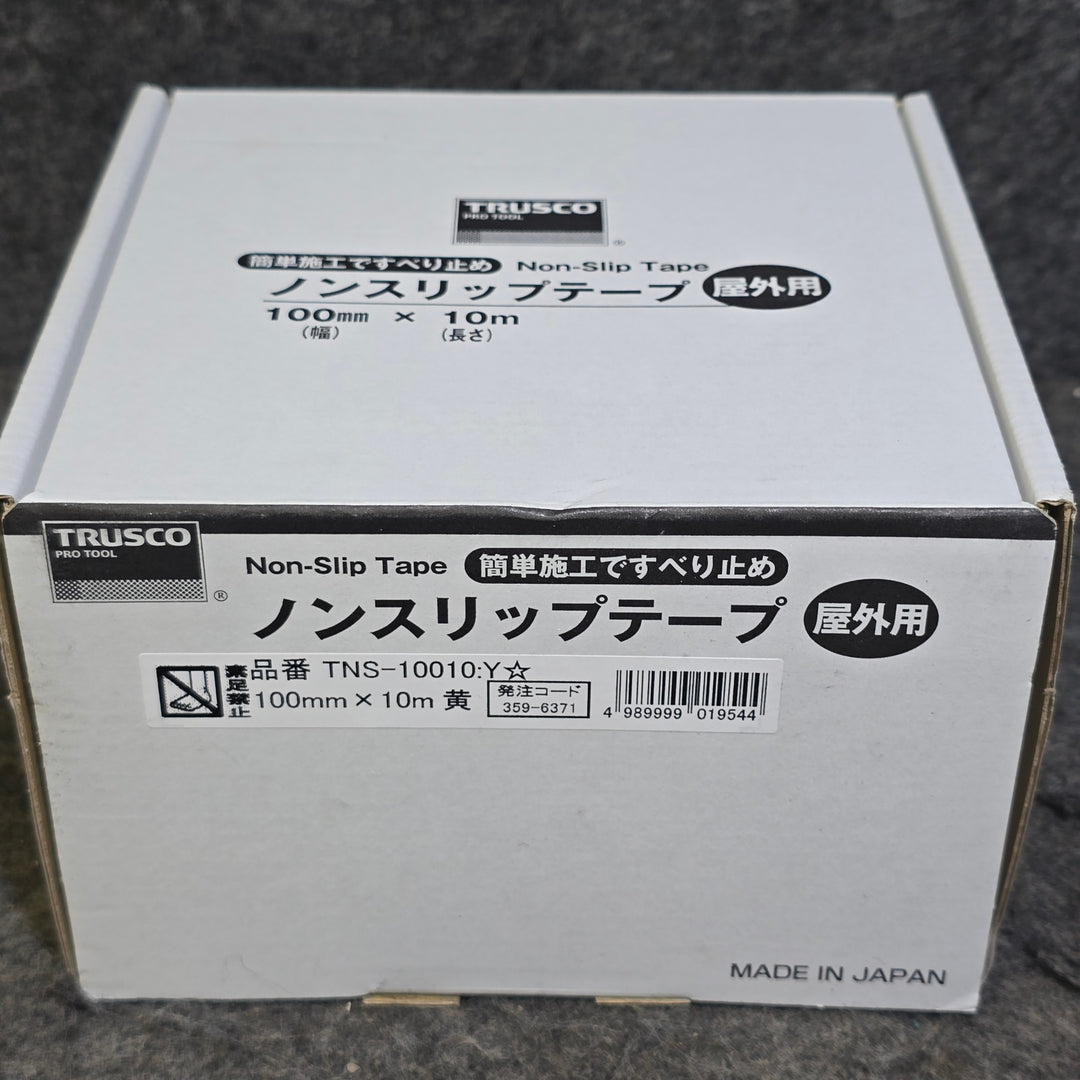 TRUSCO
PRO TOOL
®
簡単施工ですべり止め Non-Slip Tape
ノンスリップテープ 屋外用
100mm × 10m
(幅) (長さ)
TRUSCO
PRO TOOL
®
Non-Slip Tape 簡単施工ですべり止め
ノンスリップテープ 屋外用
素足禁止
品番 TNS-10010:Y☆
100mm×10m 黄
発注コード
359-6371
4 989999 019544
MADE IN JAPAN